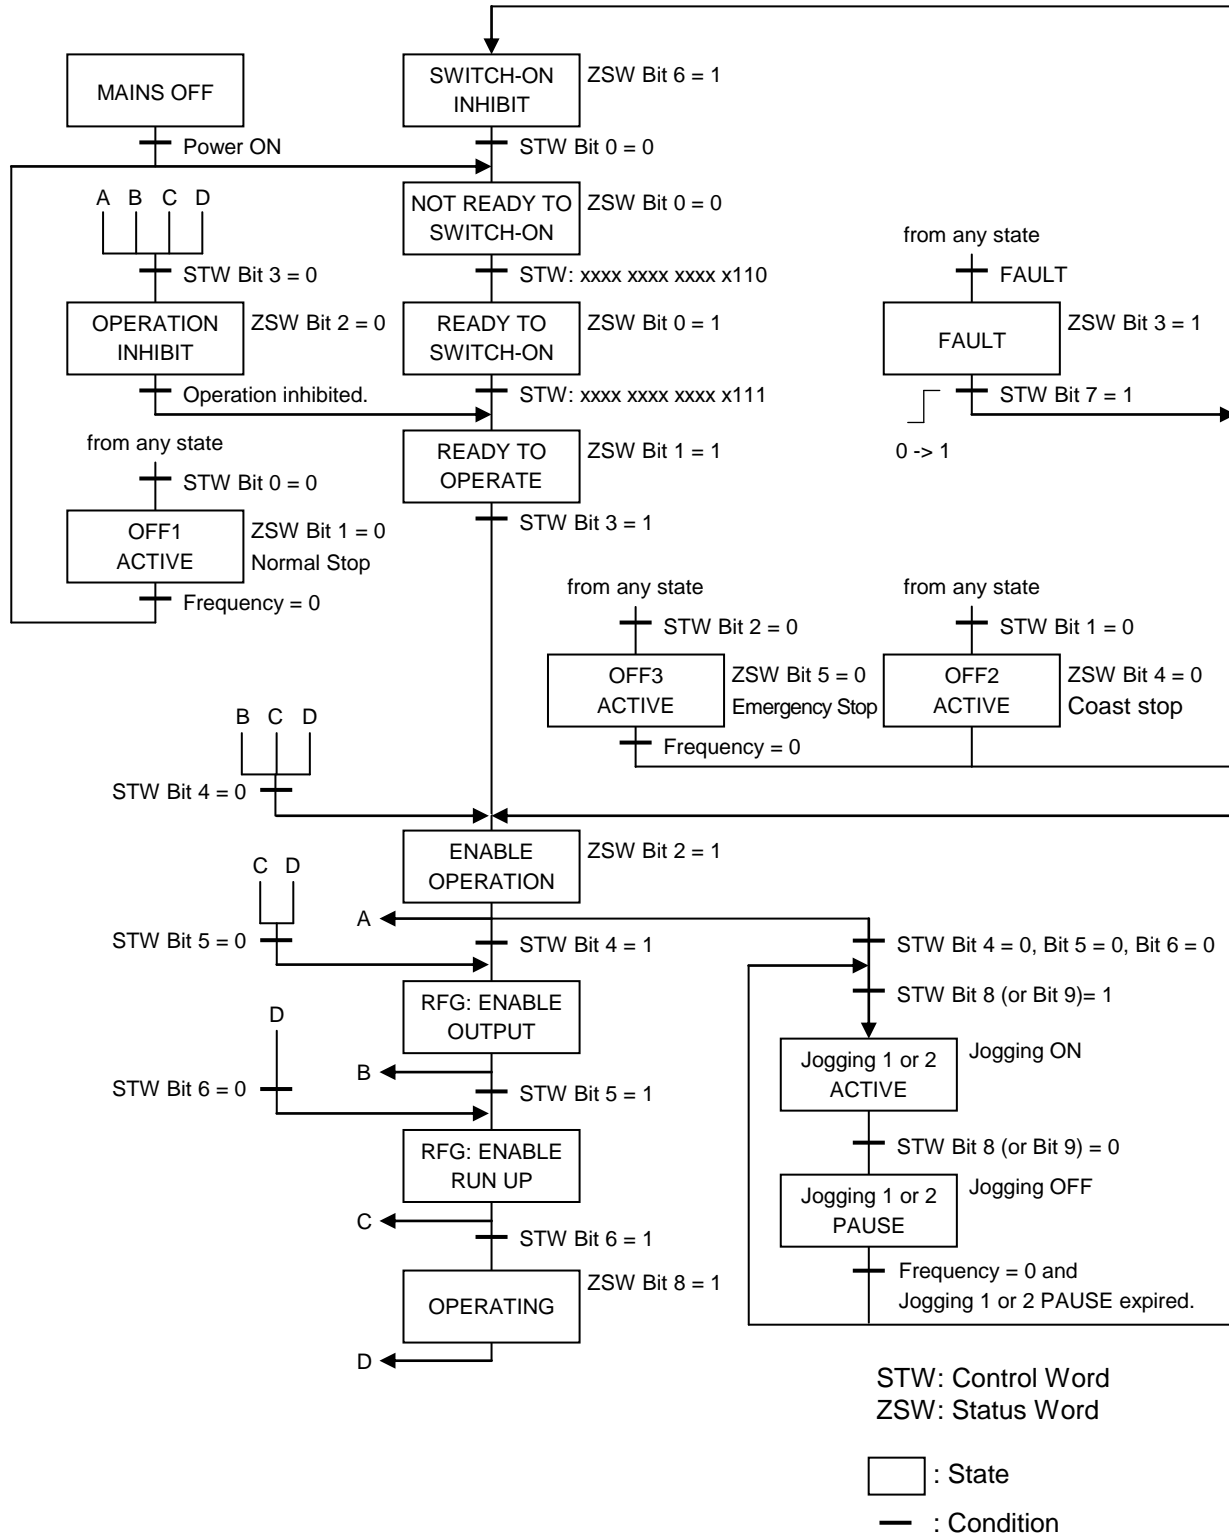 SWITCH-ON
INHIBIT
ZSW Bit 6 = 1
MAINS OFF
Power ON
STW Bit 0 = 0
NOT READY TO
SWITCH-ON
ZSW Bit 0 = 0
A B C D
STW Bit 3 = 0
STW: xxxx xxxx xxxx x110
from any state
FAULT
OPERATION
INHIBIT
ZSW Bit 2 = 0
READY TO
SWITCH-ON
ZSW Bit 0 = 1
FAULT
ZSW Bit 3 = 1
Operation inhibited.
STW: xxxx xxxx xxxx x111
STW Bit 7 = 1
0 -> 1
from any state
STW Bit 0 = 0
READY TO
OPERATE
ZSW Bit 1 = 1
OFF1
ACTIVE
ZSW Bit 1 = 0
Normal Stop
STW Bit 3 = 1
Frequency = 0
from any state
STW Bit 2 = 0
from any state
STW Bit 1 = 0
OFF3
ACTIVE
ZSW Bit 5 = 0
Emergency Stop
OFF2
ACTIVE
ZSW Bit 4 = 0
Coast stop
Frequency = 0
B C D
STW Bit 4 = 0
ENABLE
OPERATION
ZSW Bit 2 = 1
C D
A
STW Bit 5 = 0
STW Bit 4 = 1
STW Bit 4 = 0, Bit 5 = 0, Bit 6 = 0
STW Bit 8 (or Bit 9)= 1
RFG: ENABLE
OUTPUT
D
B
STW Bit 6 = 0
STW Bit 5 = 1
Jogging 1 or 2
ACTIVE
Jogging ON
STW Bit 8 (or Bit 9) = 0
RFG: ENABLE
RUN UP
Jogging 1 or 2
PAUSE
Jogging OFF
C
STW Bit 6 = 1
Frequency = 0 and
Jogging 1 or 2 PAUSE expired.
OPERATING
ZSW Bit 8 = 1
D
STW: Control Word
ZSW: Status Word
: State
: Condition